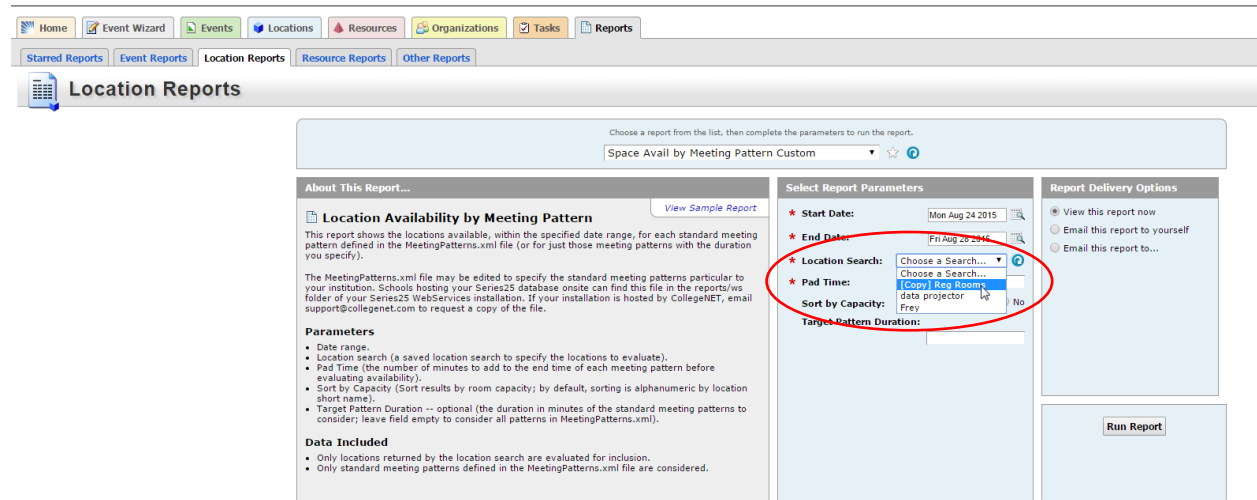 Home Event Wizard Events Locations Resources Organizations Tasks Reports
Starred Reports Event Reports Location Reports Resource Reports Other Reports
Location Reports
Choose a report from the list, then complete the parameters to run the report.
Space Avail by Meeting Pattern Custom
About This Report...
View Sample Report
Location Availability by Meeting Pattern
This report shows the locations available, within the specified date range, for each standard meeting
pattern defined in the MeetingPatterns.xml file (or for just those meeting patterns with the duration
you specify).
The MeetingPatterns.xml file may be edited to specify the standard meeting patterns particular to
your institution. Schools hosting your Series25 database onsite can find this file in the reports/ws
folder of your Series25 WebServices installation. If your installation is hosted by CollegeNET, email
support@collegenet.com to request a copy of the file.
Parameters
• Date range.
• Location search (a saved location search to specify the locations to evaluate).
• Pad Time (the number of minutes to add to the end time of each meeting pattern before
evaluating availability).
• Sort by Capacity (Sort results by room capacity; by default, sorting is alphanumeric by location
short name).
• Target Pattern Duration -- optional (the duration in minutes of the standard meeting patterns to
consider; leave field empty to consider all patterns in MeetingPatterns.xml).
Data Included
• Only locations returned by the location search are evaluated for inclusion.
• Only standard meeting patterns defined in the MeetingPatterns.xml file are considered.
Select Report Parameters
* Start Date: Mon Aug 24 2015
* End Date: Fri Aug 28 2015
* Location Search: Choose a Search...
Choose a Search...
[Copy] Reg Rooms
data projector
Frey
* Pad Time:
Sort by Capacity: No
Target Pattern Duration:
Report Delivery Options
View this report now
Email this report to yourself
Email this report to...
Run Report